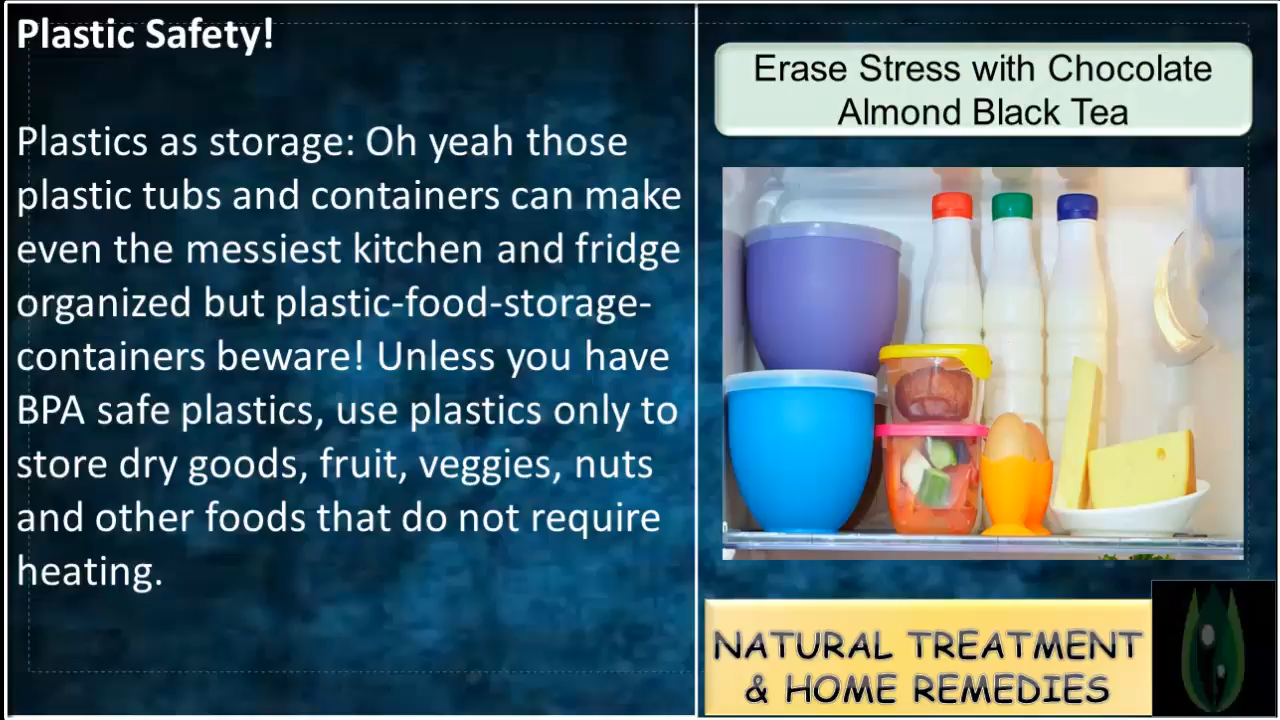 Plastic Safety!
Plastics as storage: Oh yeah those
plastic tubs and containers can make
even the messiest kitchen and fridge
organized but plastic-food-storage-
containers beware! Unless you have
BPA safe plastics, use plastics only to
store dry goods, fruit, veggies, nuts
and other foods that do not require
heating.
Erase Stress with Chocolate
Almond Black Tea
NATURAL TREATMENT
& HOME REMEDIES